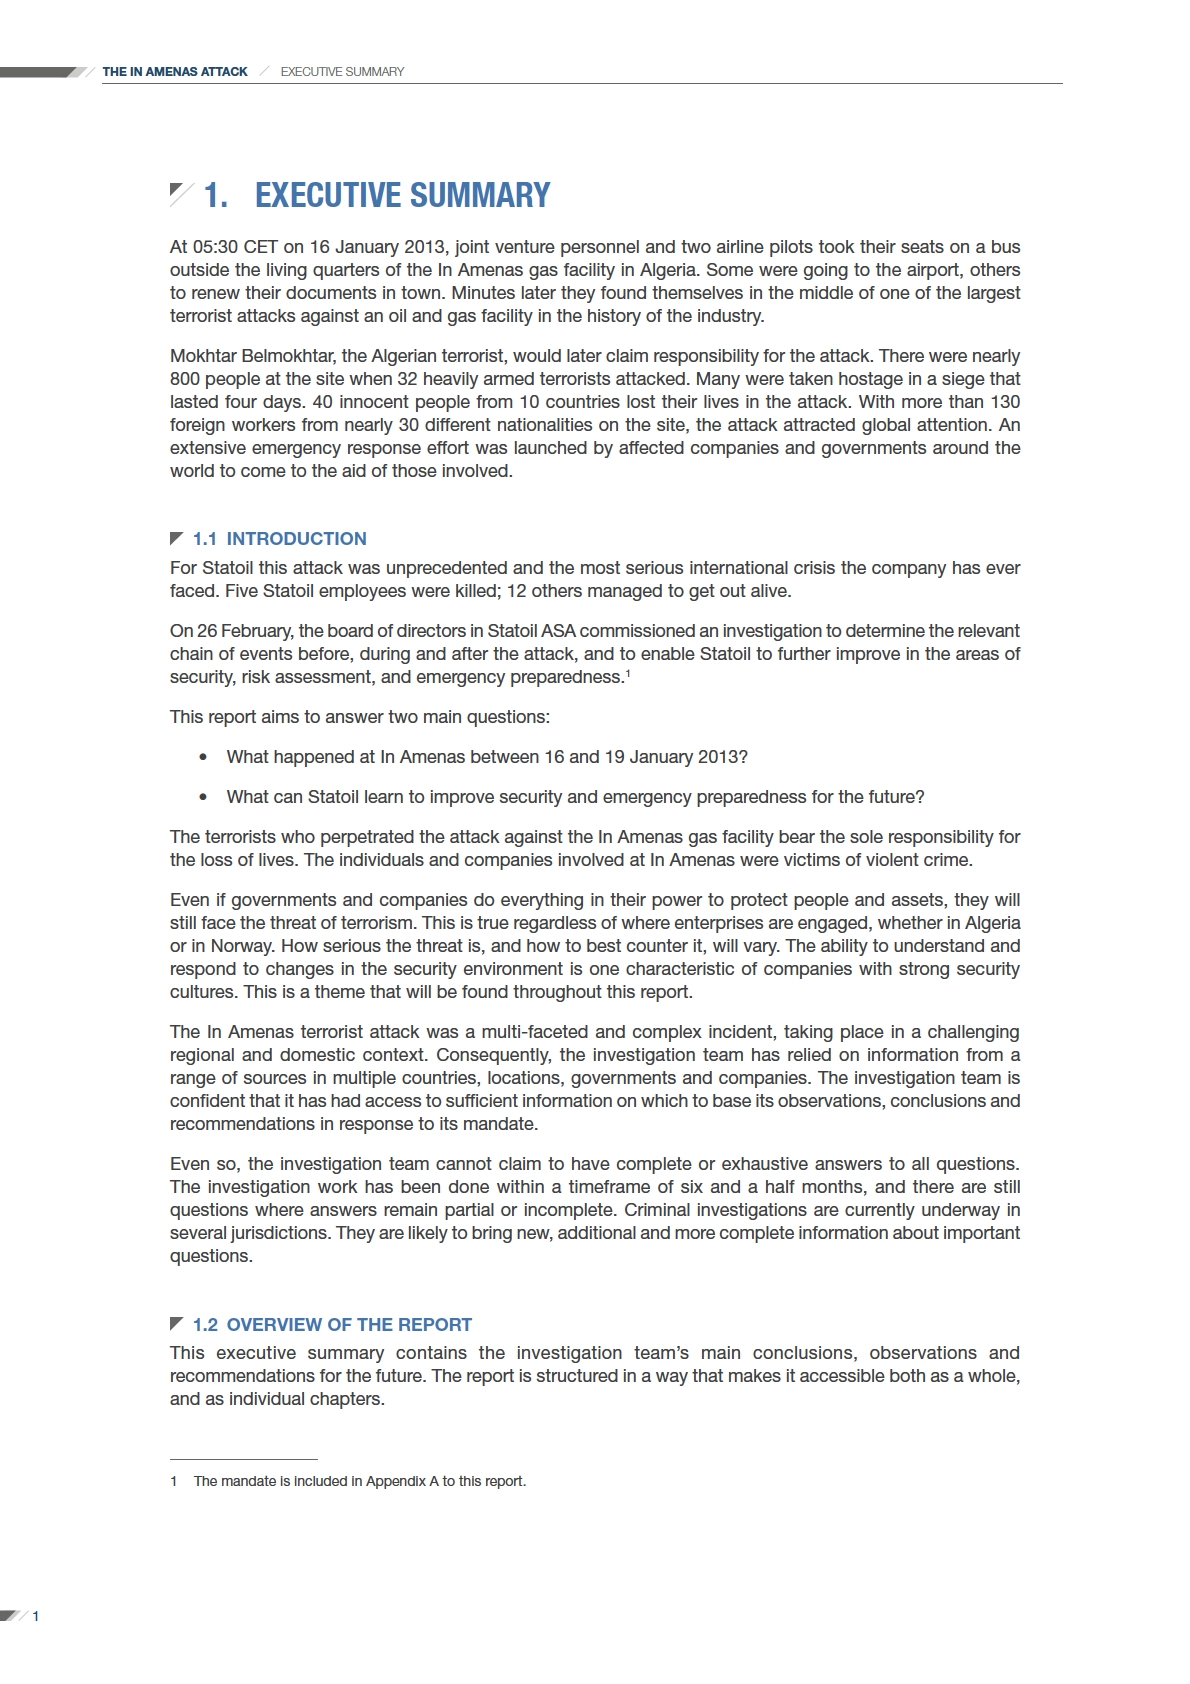 THE IN AMENAS ATTACK / EXECUTIVE SUMMARY
1. EXECUTIVE SUMMARY
At 05:30 CET on 16 January 2013, joint venture personnel and two airline pilots took their seats on a bus
outside the living quarters of the In Amenas gas facility in Algeria. Some were going to the airport, others
to renew their documents in town. Minutes later they found themselves in the middle of one of the largest
terrorist attacks against an oil and gas facility in the history of the industry.
Mokhtar Belmokhtar, the Algerian terrorist, would later claim responsibility for the attack. There were nearly
800 people at the site when 32 heavily armed terrorists attacked. Many were taken hostage in a siege that
lasted four days. 40 innocent people from 10 countries lost their lives in the attack. With more than 130
foreign workers from nearly 30 different nationalities on the site, the attack attracted global attention. An
extensive emergency response effort was launched by affected companies and governments around the
world to come to the aid of those involved.
1.1 INTRODUCTION
For Statoil this attack was unprecedented and the most serious international crisis the company has ever
faced. Five Statoil employees were killed; 12 others managed to get out alive.
On 26 February, the board of directors in Statoil ASA commissioned an investigation to determine the relevant
chain of events before, during and after the attack, and to enable Statoil to further improve in the areas of
security, risk assessment, and emergency preparedness.1
This report aims to answer two main questions:
• What happened at In Amenas between 16 and 19 January 2013?
• What can Statoil learn to improve security and emergency preparedness for the future?
The terrorists who perpetrated the attack against the In Amenas gas facility bear the sole responsibility for
the loss of lives. The individuals and companies involved at In Amenas were victims of violent crime.
Even if governments and companies do everything in their power to protect people and assets, they will
still face the threat of terrorism. This is true regardless of where enterprises are engaged, whether in Algeria
or in Norway. How serious the threat is, and how to best counter it, will vary. The ability to understand and
respond to changes in the security environment is one characteristic of companies with strong security
cultures. This is a theme that will be found throughout this report.
The In Amenas terrorist attack was a multi-faceted and complex incident, taking place in a challenging
regional and domestic context. Consequently, the investigation team has relied on information from a
range of sources in multiple countries, locations, governments and companies. The investigation team is
confident that it has had access to sufficient information on which to base its observations, conclusions and
recommendations in response to its mandate.
Even so, the investigation team cannot claim to have complete or exhaustive answers to all questions.
The investigation work has been done within a timeframe of six and a half months, and there are still
questions where answers remain partial or incomplete. Criminal investigations are currently underway in
several jurisdictions. They are likely to bring new, additional and more complete information about important
questions.
1.2 OVERVIEW OF THE REPORT
This executive summary contains the investigation team’s main conclusions, observations and
recommendations for the future. The report is structured in a way that makes it accessible both as a whole,
and as individual chapters.
1 The mandate is included in Appendix A to this report.
1